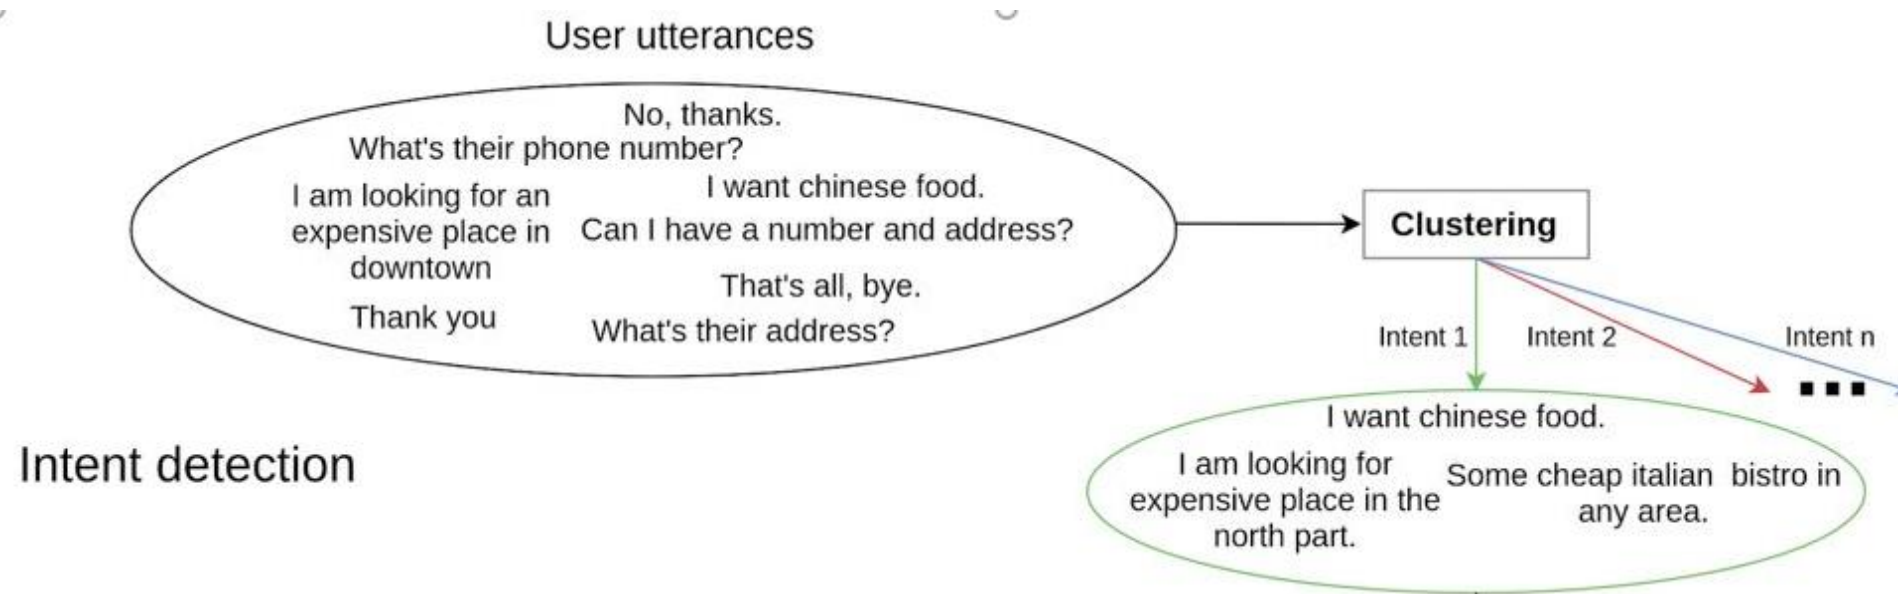 User utterances
No, thanks.
What's their phone number?
I am looking for an
expensive place in
downtown
I want chinese food.
Can I have a number and address?
That's all, bye.
Thank you
What's their address?
Clustering
Intent 1
Intent 2
Intent n
I want chinese food.
I am looking for
expensive place in the
north part.
Some cheap italian bistro in
any area.
Intent detection